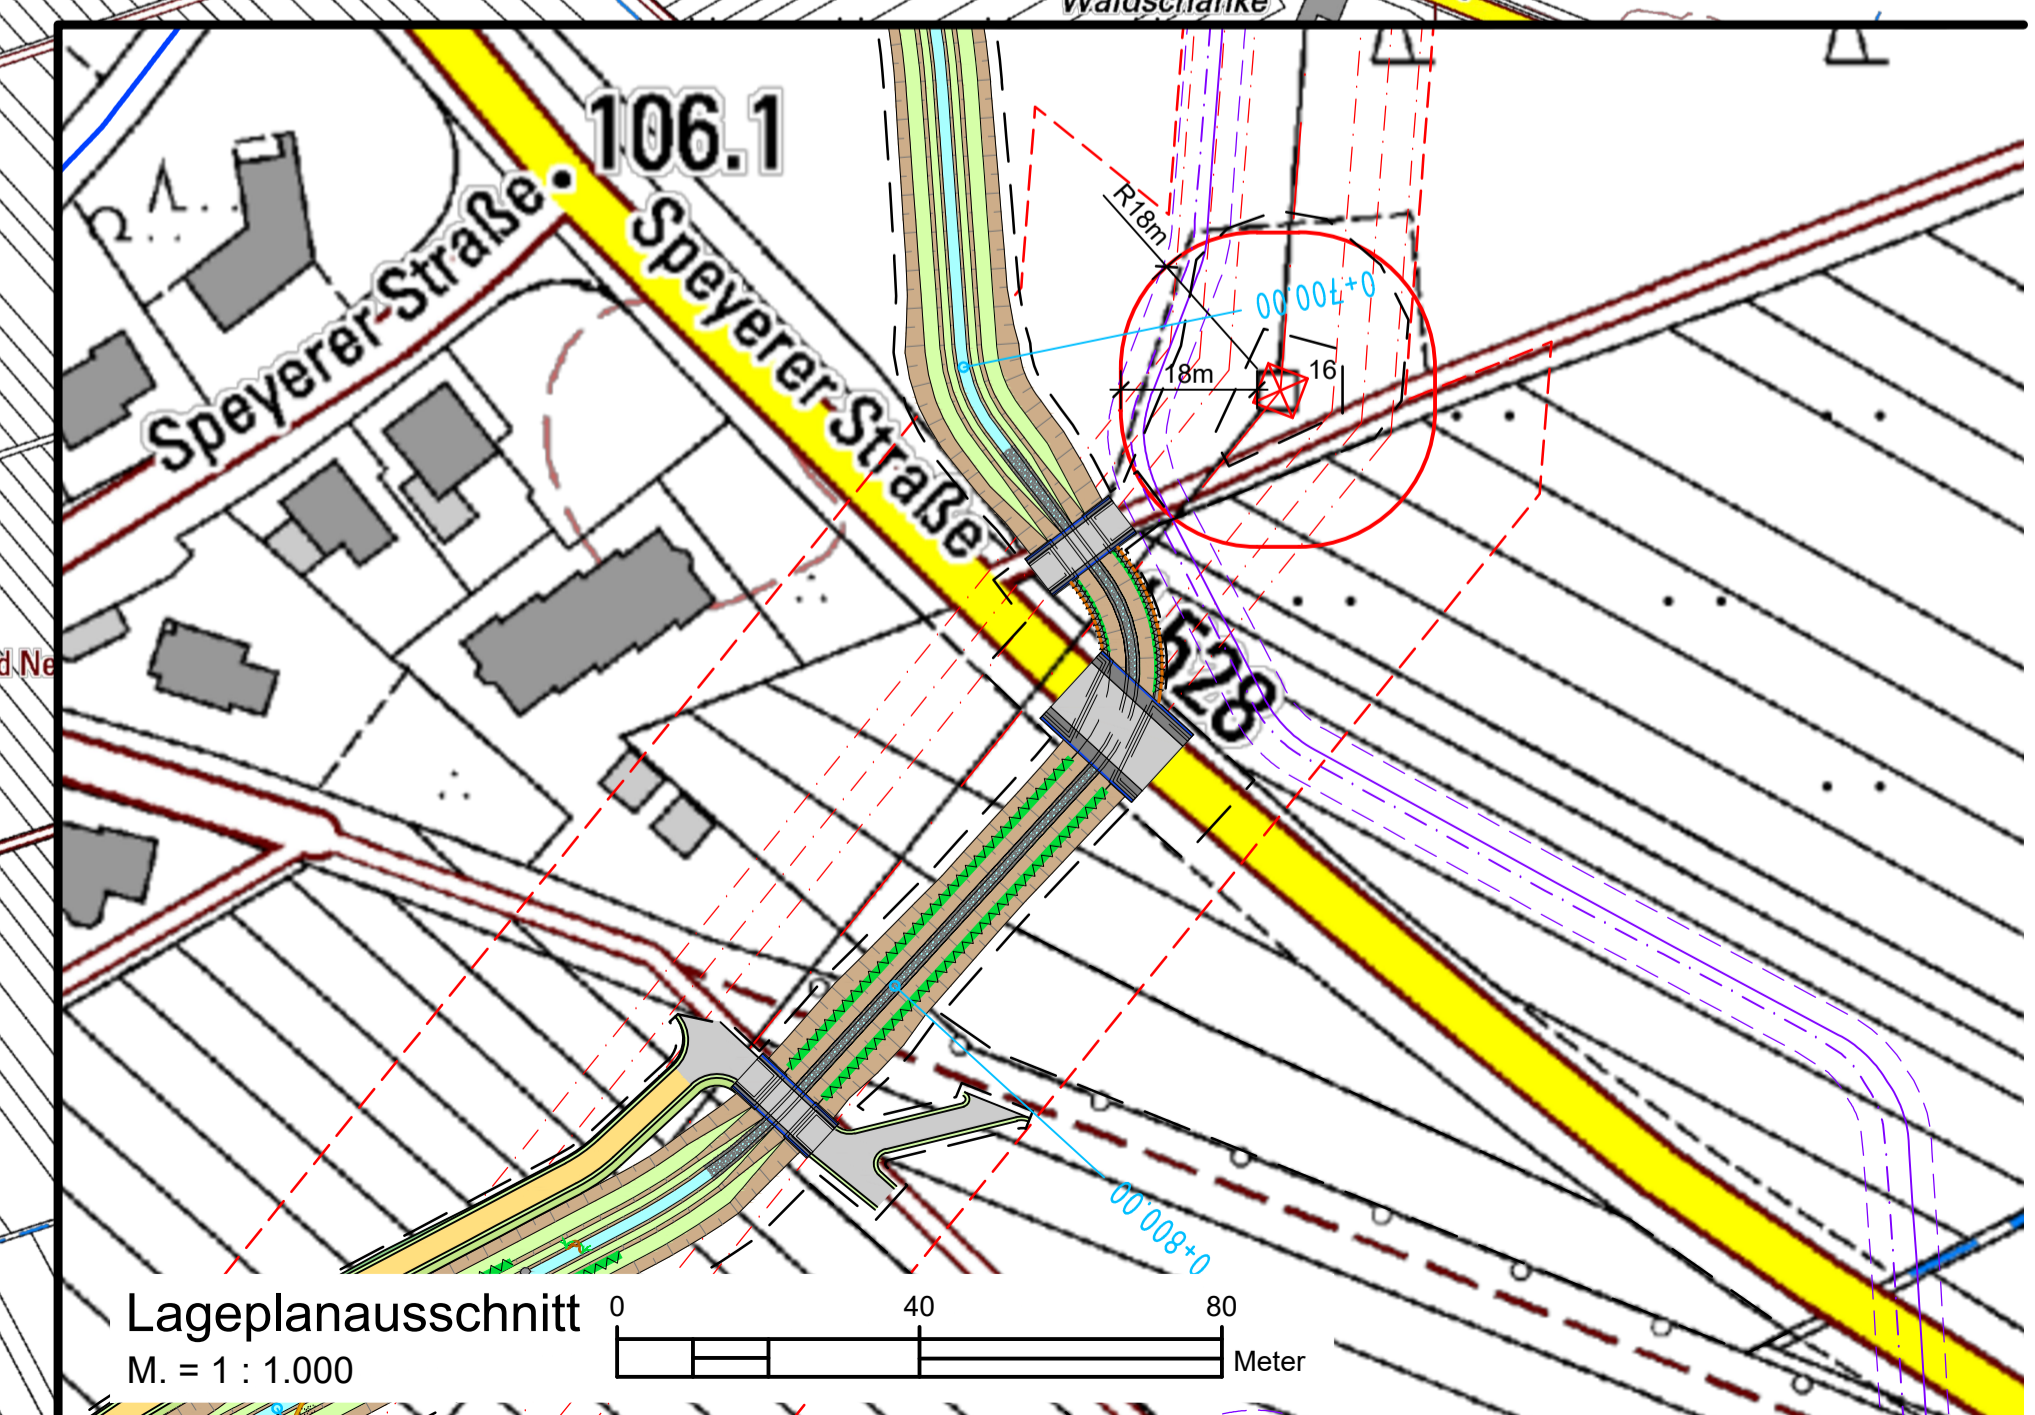 Waldschänke
106.1
Speyerer-Straße
Speyerer-Straße
R18m
0+700.00
18m
16
528
d Ne
0+800.00
Lageplanausschnitt
M. = 1 : 1.000
0 40 80
Meter